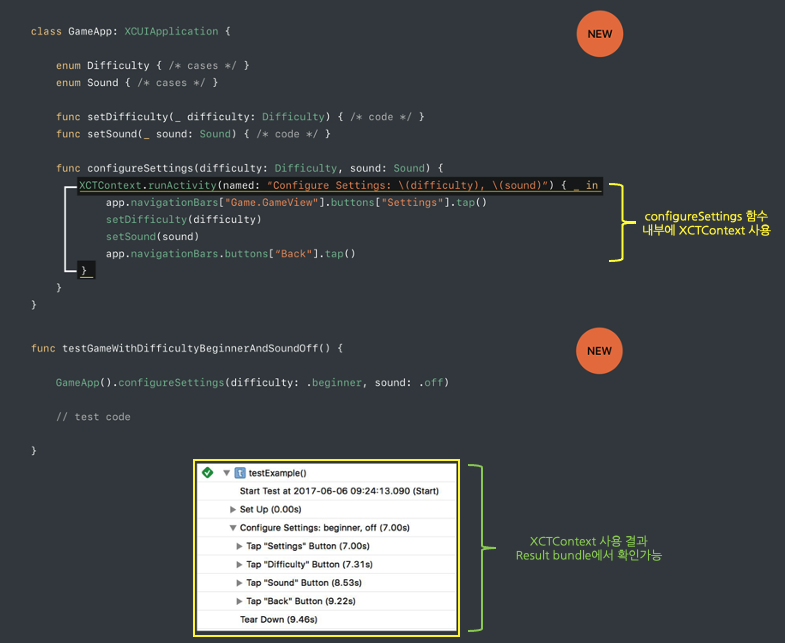 class GameApp: XCUIApplication {
NEW
enum Difficulty { /* cases */ }
enum Sound { /* cases */ }
func setDifficulty(_ difficulty: Difficulty) { /* code */ }
func setSound(_ sound: Sound) { /* code */ }
func configureSettings(difficulty: Difficulty, sound: Sound) {
XCTContext.runActivity(named: "Configure Settings: \(difficulty), \(sound)") { _ in
app.navigationBars["Game.GameView"].buttons["Settings"].tap()
setDifficulty(difficulty)
setSound(sound)
app.navigationBars.buttons["Back"].tap()
}
}
}
configureSettings 함수
내부에 XCTContext 사용
func testGameWithDifficultyBeginnerAndSoundOff() {
NEW
GameApp().configureSettings(difficulty: .beginner, sound: .off)
// test code
}
t testExample()
Start Test at 2017-06-06 09:24:13.090 (Start)
Set Up (0.00s)
Configure Settings: beginner, off (7.00s)
Tap "Settings" Button (7.00s)
Tap "Difficulty" Button (7.31s)
Tap "Sound" Button (8.53s)
Tap "Back" Button (9.22s)
Tear Down (9.46s)
XCTContext 사용 결과
Result bundle에서 확인가능